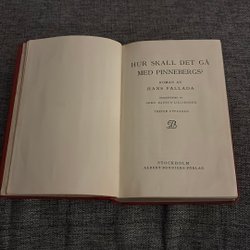 HUR SKALL DET GÅ
MED PINNEBERGS?
ROMAN AV
HANS FALLADA
STOCKHOLM
ALBERT BONNIERS FÖRLAG